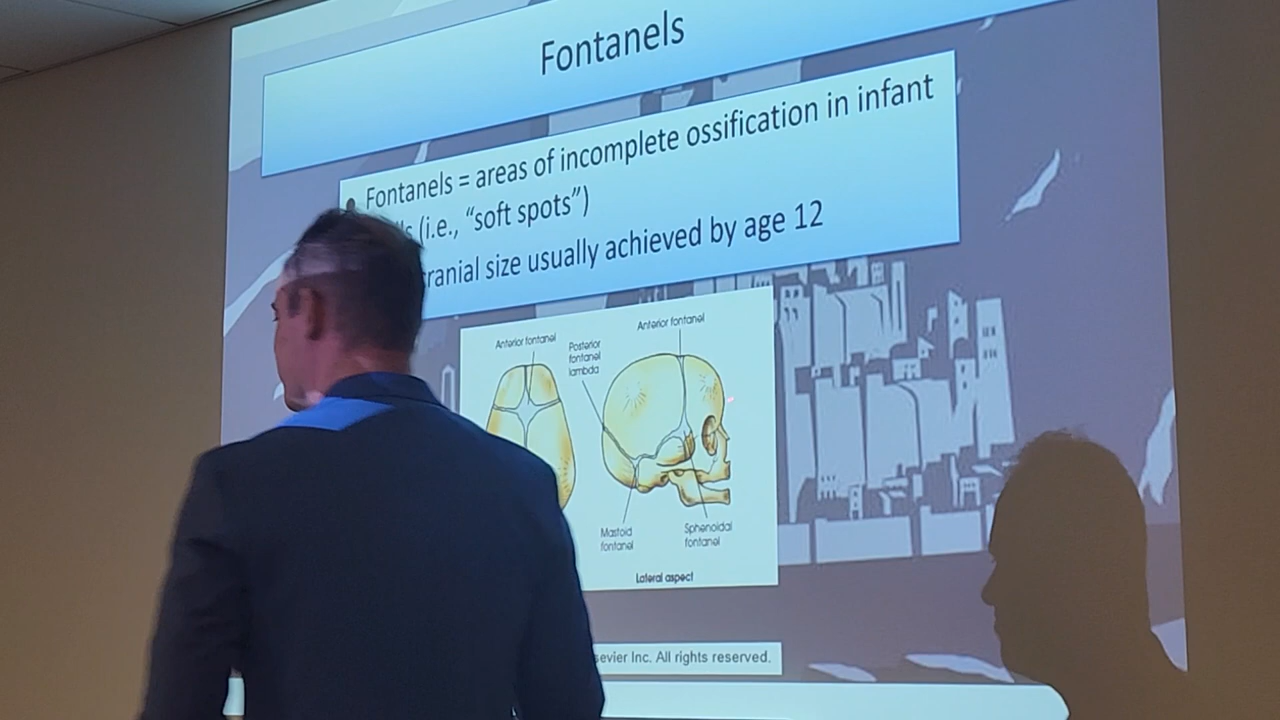 Fontanels
• Fontanels = areas of incomplete ossification in infant
(i.e., “soft spots”)
cranial size usually achieved by age 12
Anterior fontanel
Anterior fontanel
Posterior
fontanel
lambda
Mastoid
fontanel
Sphenoidal
fontanel
Lateral aspect
sevier Inc. All rights reserved.